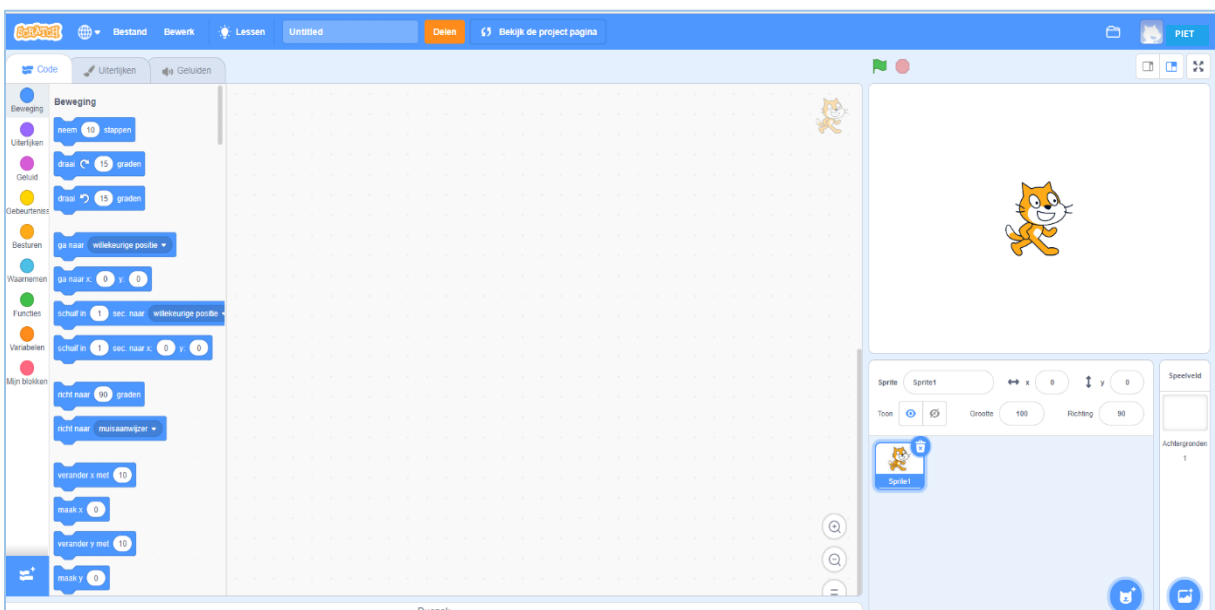 SCRATCH Bestand Bewerk Lessen Untitled Delen Bekijk de project pagina PIET
Code Uiterlijken Geluiden
Beweging
Uiterlijken
Geluid
Gebeurteniss
Besturen
Waarnemen
Functies
Variabelen
Mijn blokken
Beweging
neem 10 stappen
draai 15 graden
draai 15 graden
ga naar willekeurige positie
ga naar x: 0 y: 0
schuif in 1 sec. naar willekeurige positie
schuif in 1 sec. naar x: 0 y: 0
richt naar 90 graden
richt naar muisaanwijzer
verander x met 10
maak x 0
verander y met 10
maak y 0
Sprite Sprite1 x 0 y 0
Toon Grootte 100 Richting 90
Sprite1
Speelveld
Achtergronden
1